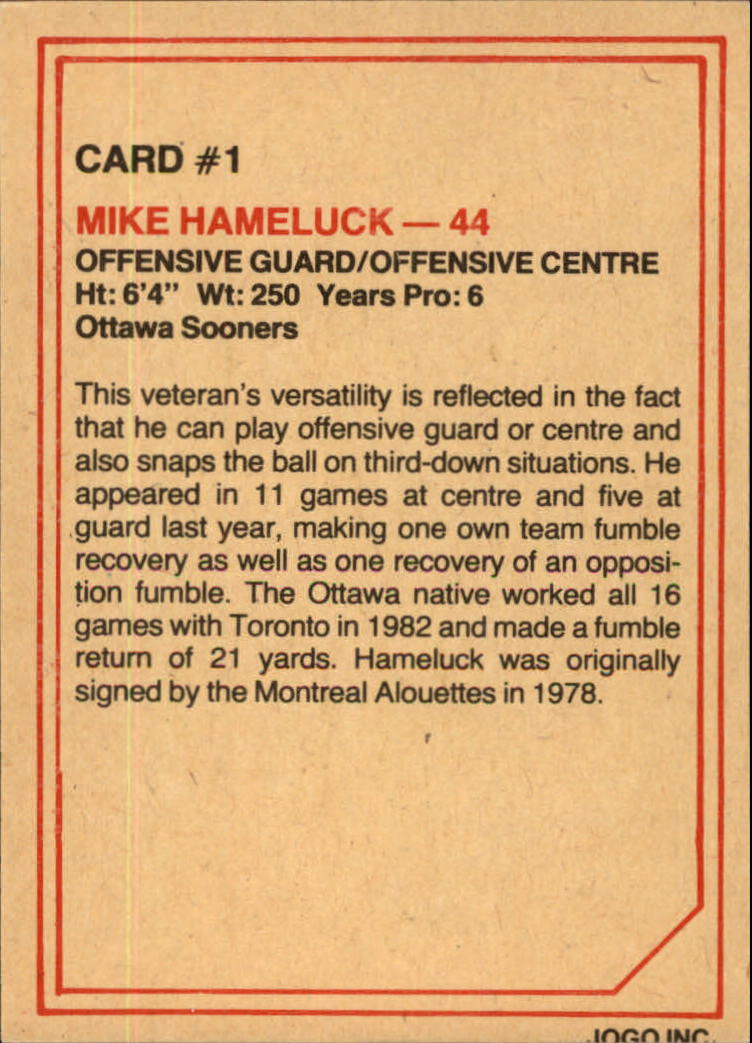 CARD #1
MIKE HAMELUCK — 44
OFFENSIVE GUARD/OFFENSIVE CENTRE
Ht: 6'4" Wt: 250 Years Pro: 6
Ottawa Sooners
This veteran's versatility is reflected in the fact
that he can play offensive guard or centre and
also snaps the ball on third-down situations. He
appeared in 11 games at centre and five at
guard last year, making one own team fumble
recovery as well as one recovery of an opposi-
tion fumble. The Ottawa native worked all 16
games with Toronto in 1982 and made a fumble
return of 21 yards. Hameluck was originally
signed by the Montreal Alouettes in 1978.
JOGO INC.